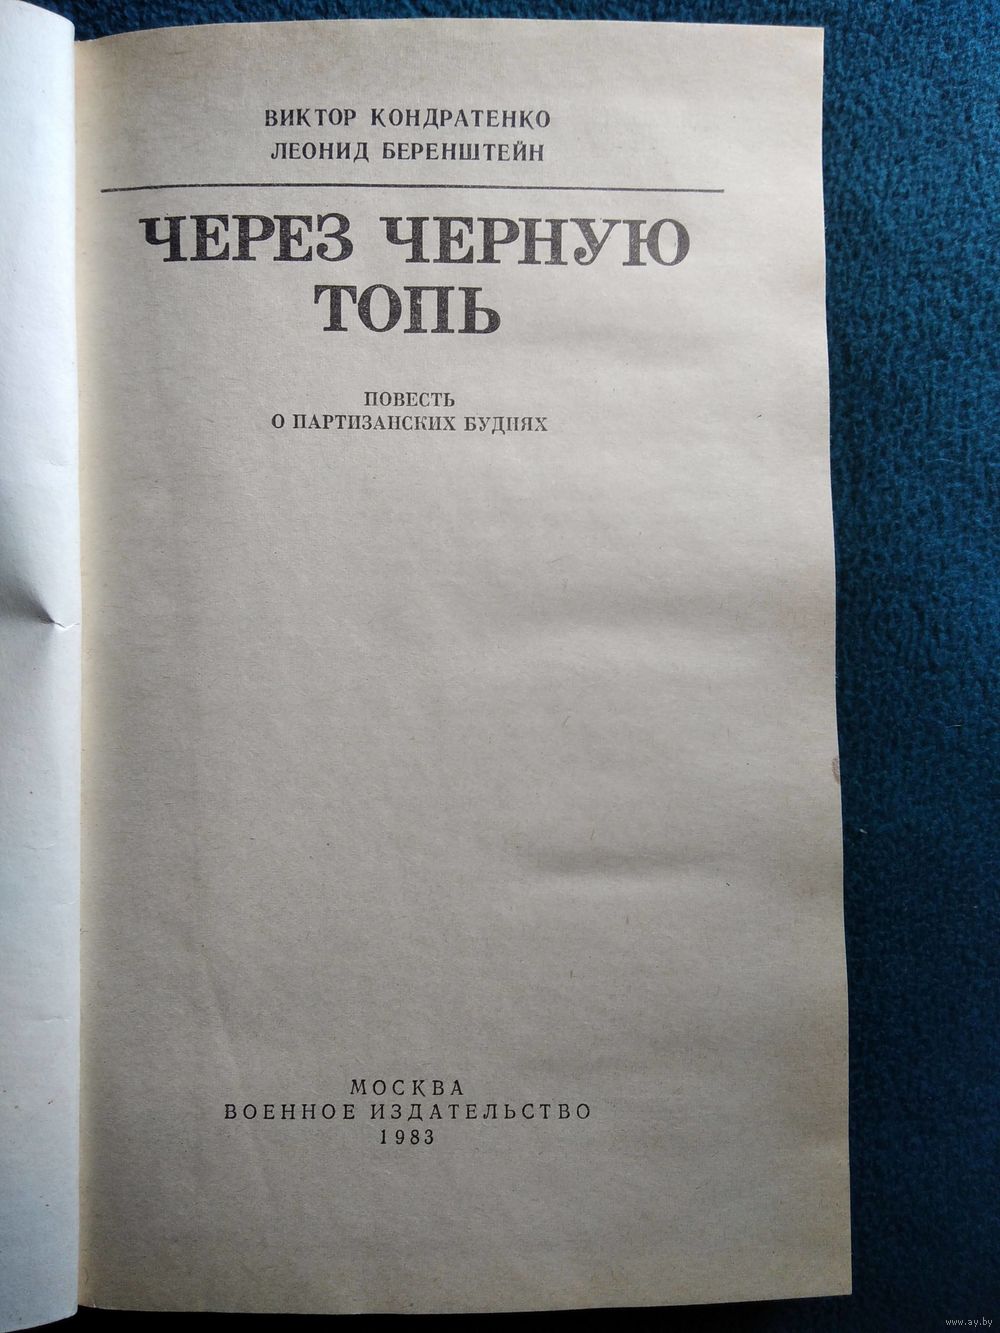 ВИКТОР КОНДРАТЕНКО
ЛЕОНИД БЕРЕНШТЕЙН
ЧЕРЕЗ ЧЕРНУЮ
ТОПЬ
ПОВЕСТЬ
О ПАРТИЗАНСКИХ БУДНЯХ
МОСКВА
ВОЕННОЕ ИЗДАТЕЛЬСТВО
1983
www.ay.by